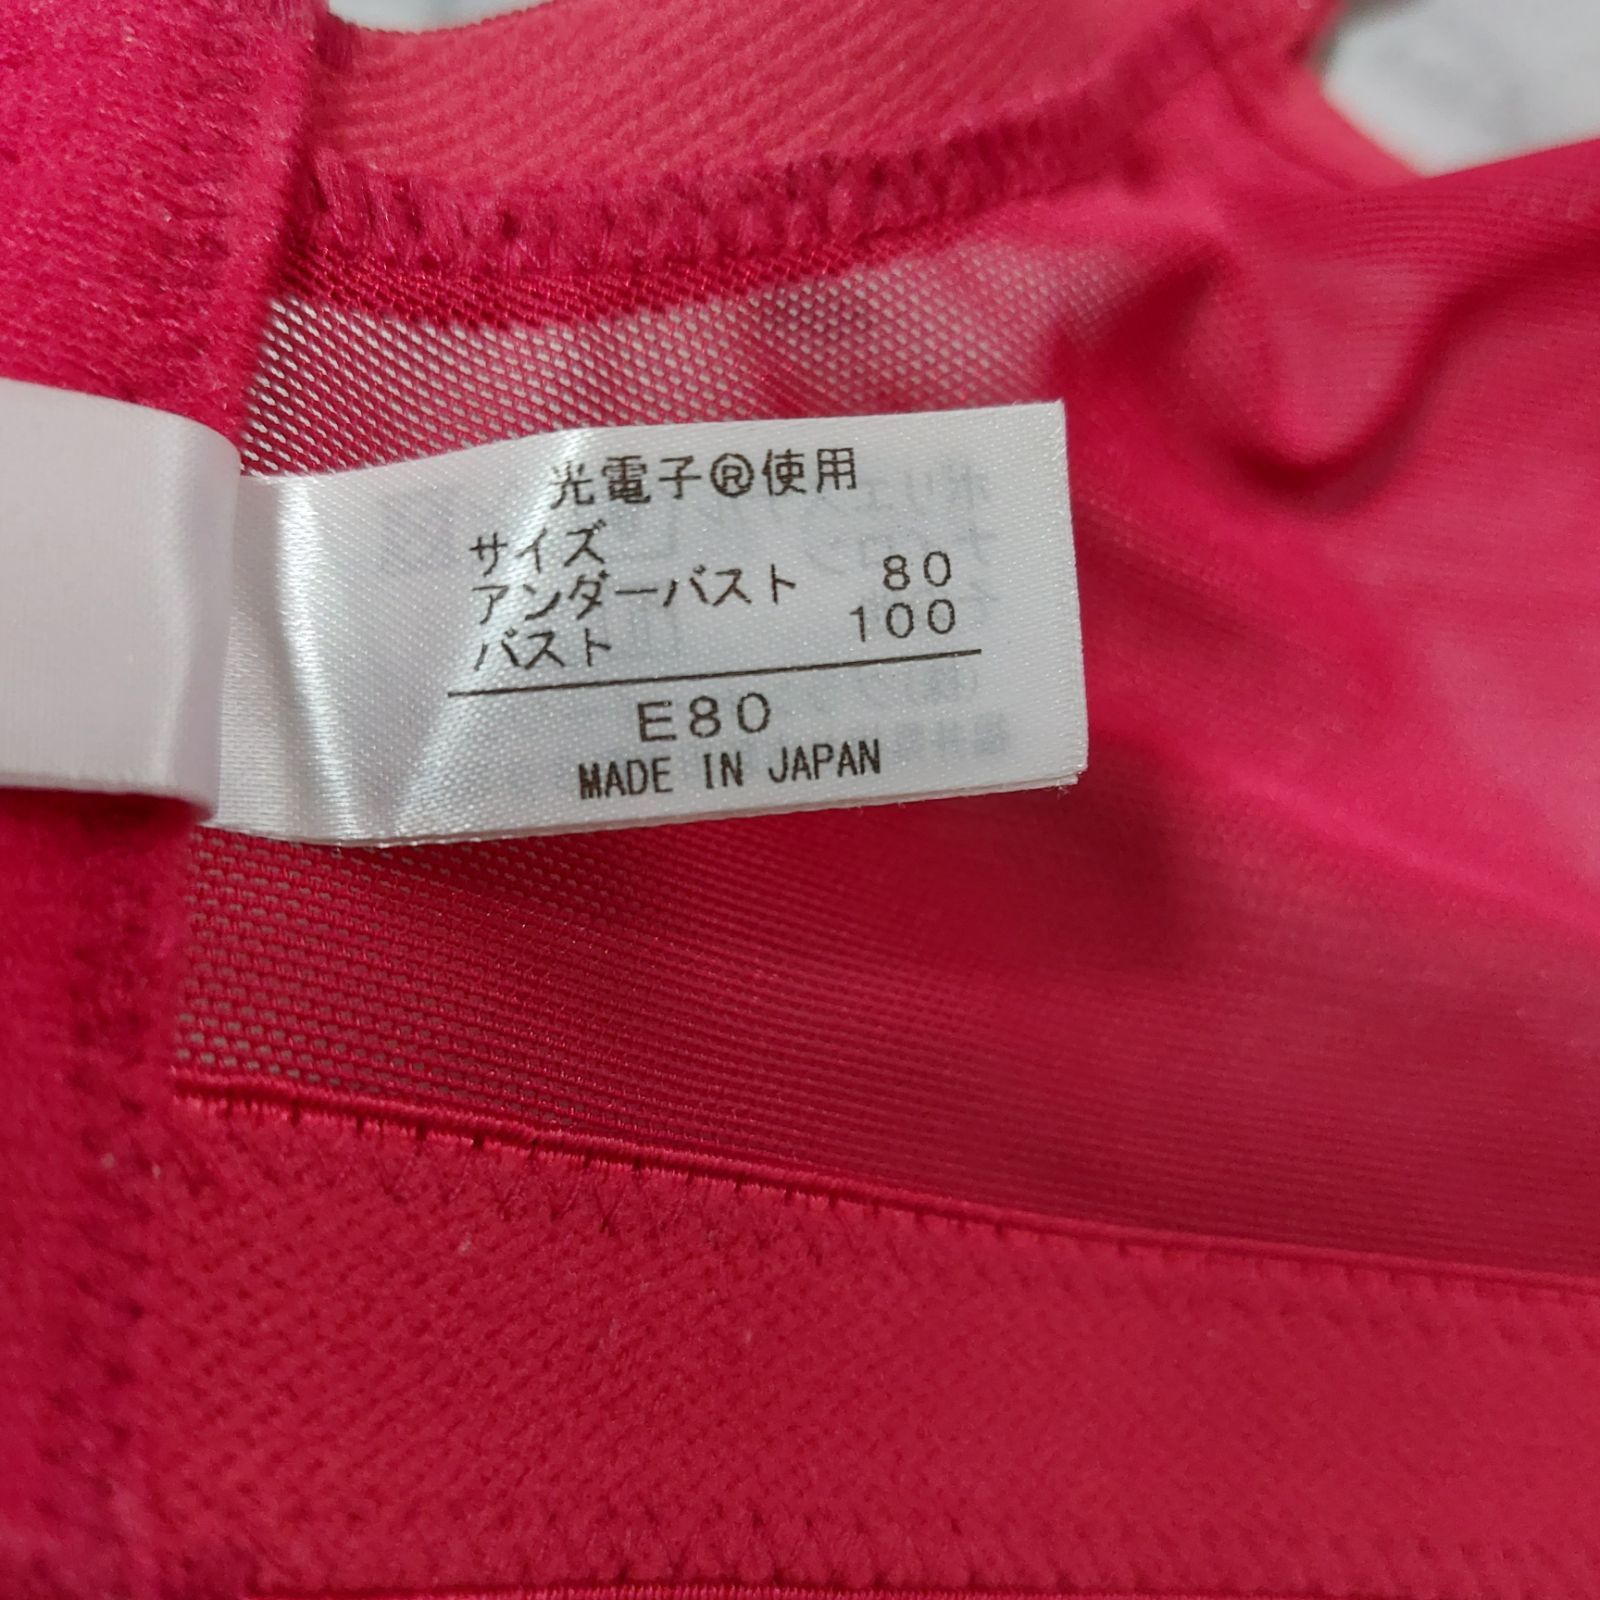 光電子®使用
サイズ
アンダーバスト 80
バスト 100
E80
MADE IN JAPAN